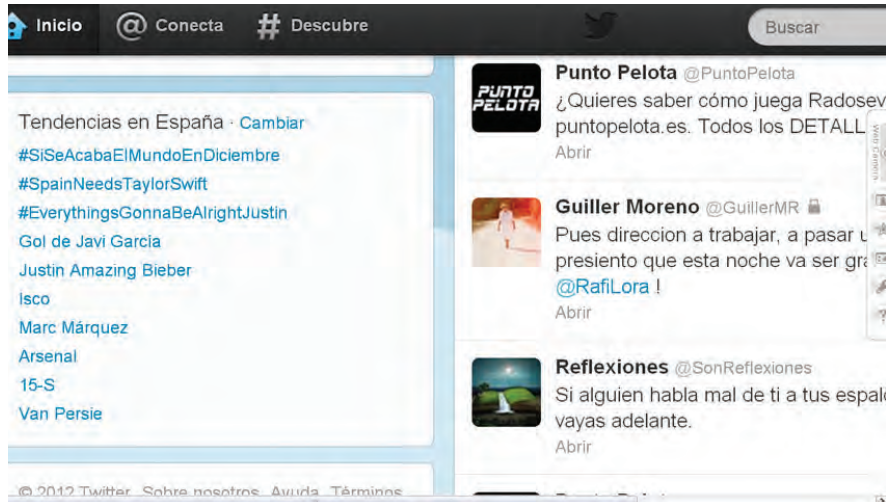 Inicio
Conecta
Descubre
Buscar
Tendencias en España · Cambiar
#SiSeAcabaElMundoEnDiciembre
#SpainNeedsTaylorSwift
#EverythingsGonnaBeAlrightJustin
Gol de Javi García
Justin Amazing Bieber
Isco
Marc Márquez
Arsenal
15-S
Van Persie
© 2012 Twitter Sobre nosotros Ayuda Términos
PUNTO
PELOTA
Punto Pelota @PuntoPelota
¿Quieres saber cómo juega Radosev
puntopelota.es. Todos los DETALL
Abrir
Guiller Moreno @GuillerMR
Pues direccion a trabajar, a pasar u
presiento que esta noche va ser gra
@RafiLora !
Abrir
Reflexiones @SonReflexiones
Si alguien habla mal de ti a tus espald
vayas adelante.
Abrir